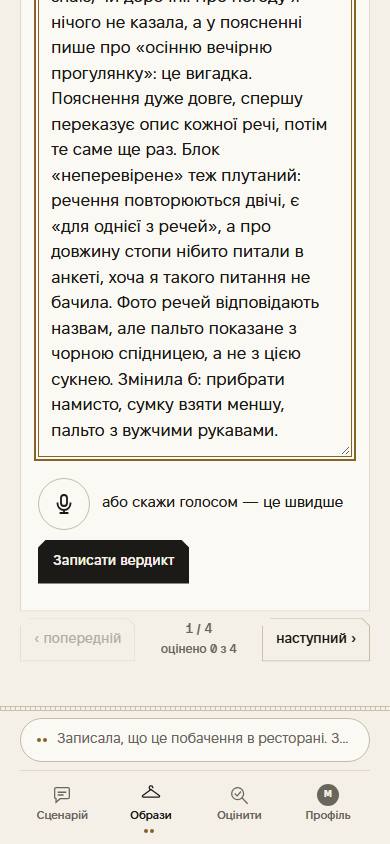 нічого не казала, а у поясненні
пише про «осінню вечірню
прогулянку»: це вигадка.
Пояснення дуже довге, спершу
переказує опис кожної речі, потім
те саме ще раз. Блок
«неперевірене» теж плутаний:
речення повторюються двічі, є
«для однієї з речей», а про
довжину стопи нібито питали в
анкеті, хоча я такого питання не
бачила. Фото речей відповідають
назвам, але пальто показане з
чорною спідницею, а не з цією
сукнею. Змінила б: прибрати
намисто, сумку взяти меншу,
пальто з вужчими рукавами.
або скажи голосом — це швидше
Записати вердикт
‹ попередній
1 / 4
оцінено 0 з 4
наступний ›
Записала, що це побачення в ресторані. З...
Сценарій
Образи
Оцінити
М
Профіль